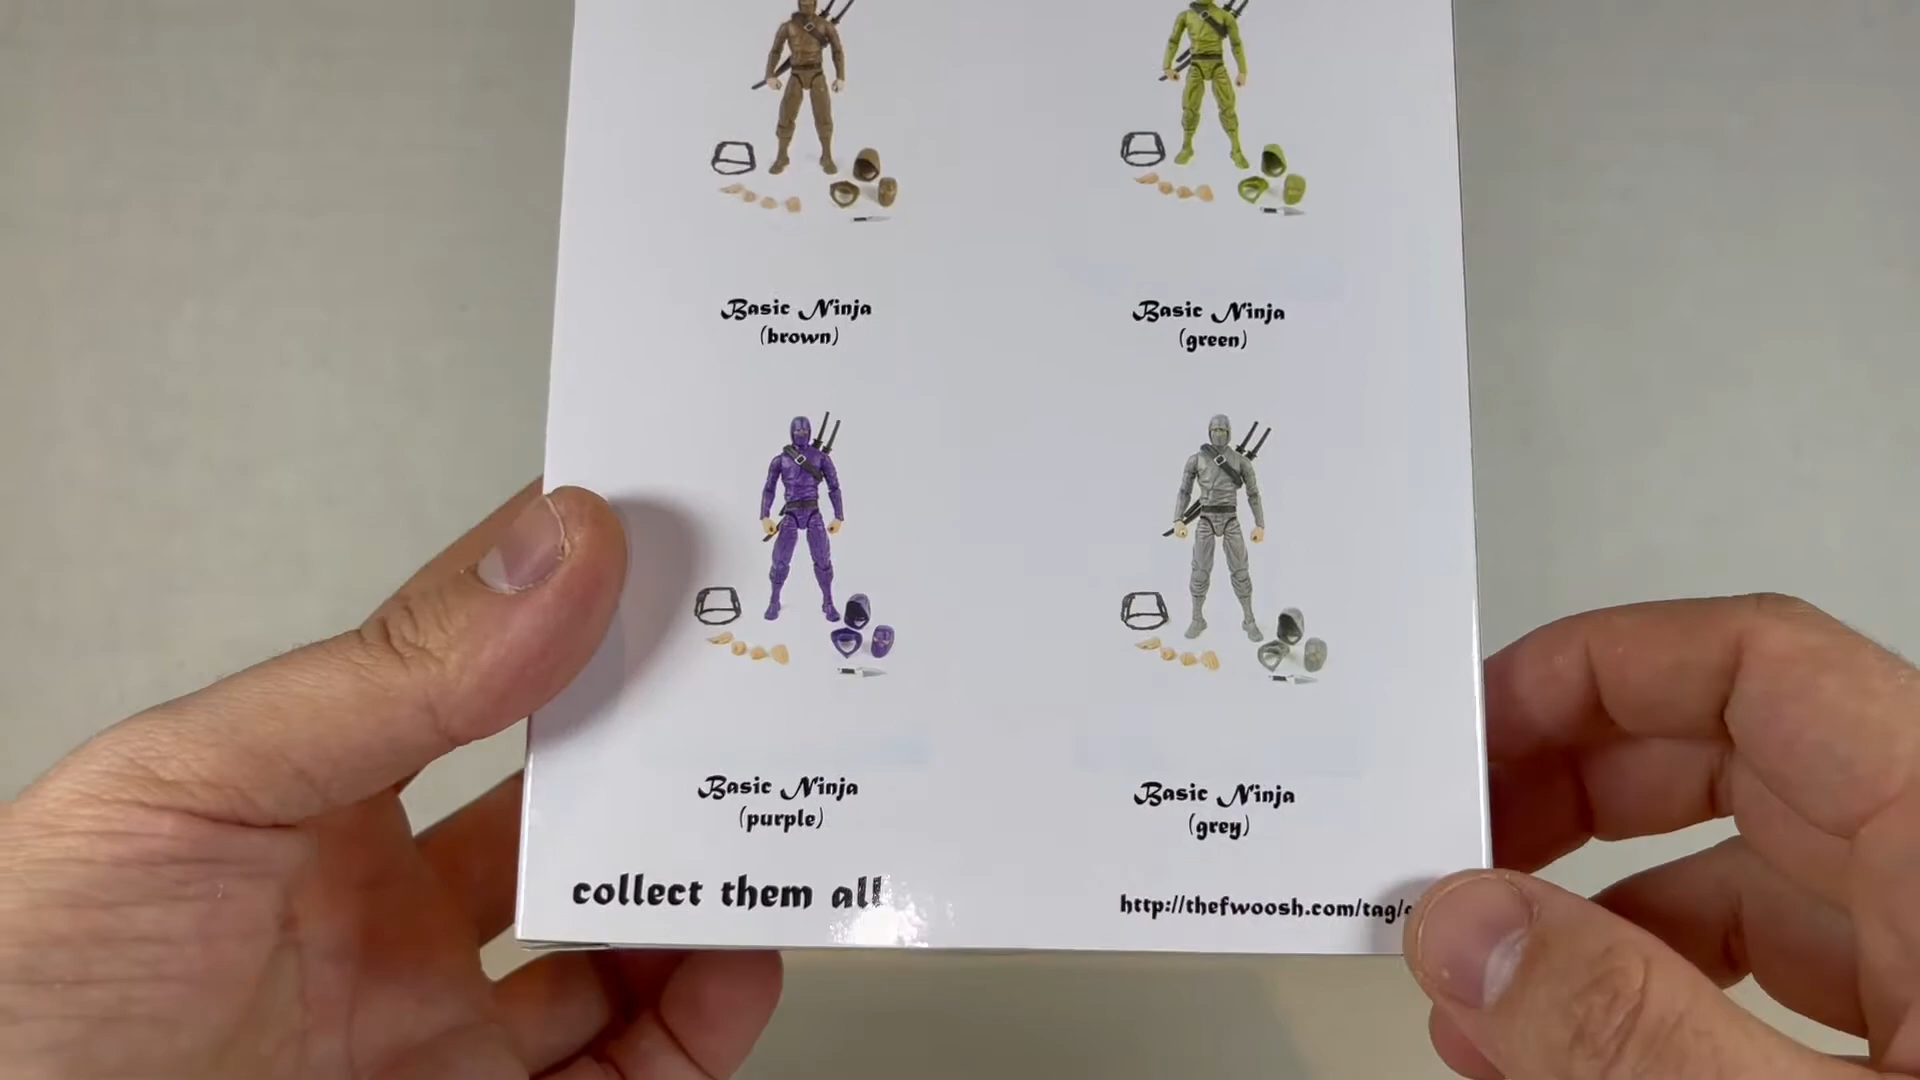 Basic Ninja
(brown)
Basic Ninja
(green)
Basic Ninja
(purple)
Basic Ninja
(grey)
collect them all
http://thefwoosh.com/tag/